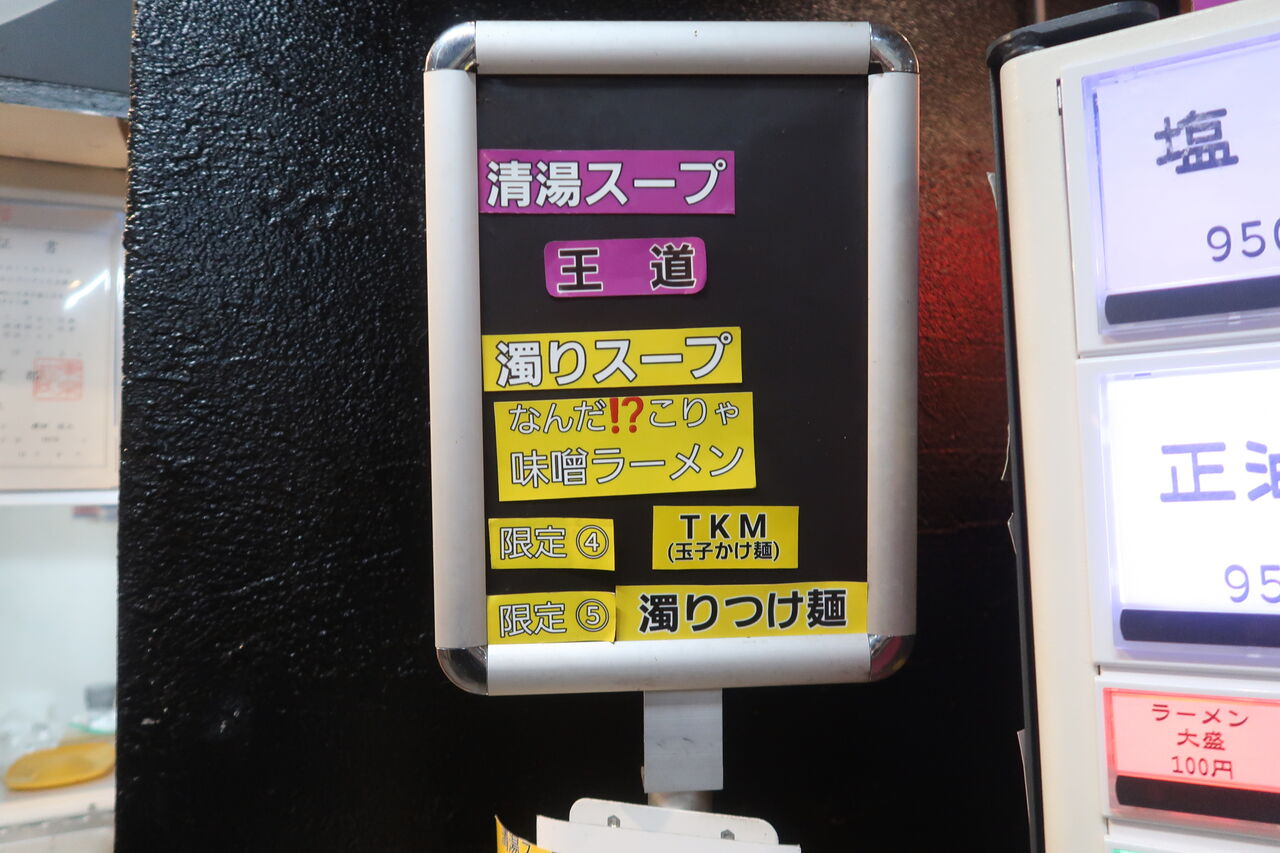 清湯スープ
王 道
濁りスープ
なんだ⁉こりゃ
味噌ラーメン
限定 ④
TKM
(玉子かけ麺)
限定 ⑤
濁りつけ麺
塩
950
正油
95
ラーメン
大盛
100円
証 書